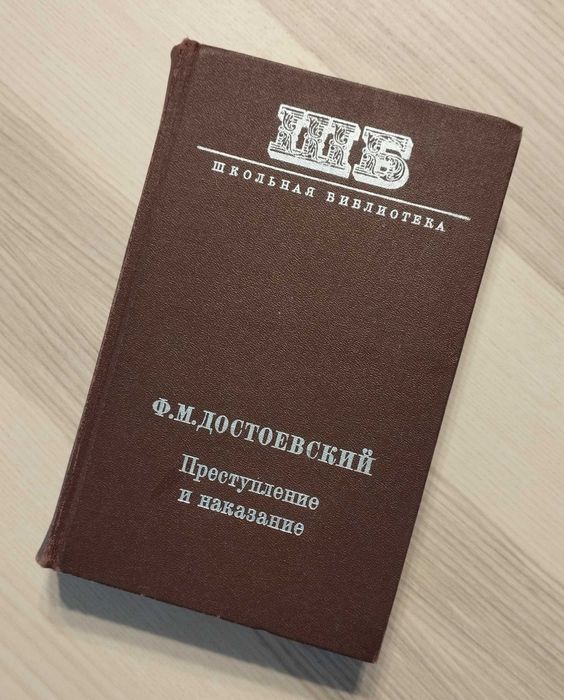 ШБ
ШКОЛЬНАЯ БИБЛИОТЕКА
Ф.М.ДОСТОЕВСКИЙ
Преступление
и наказание